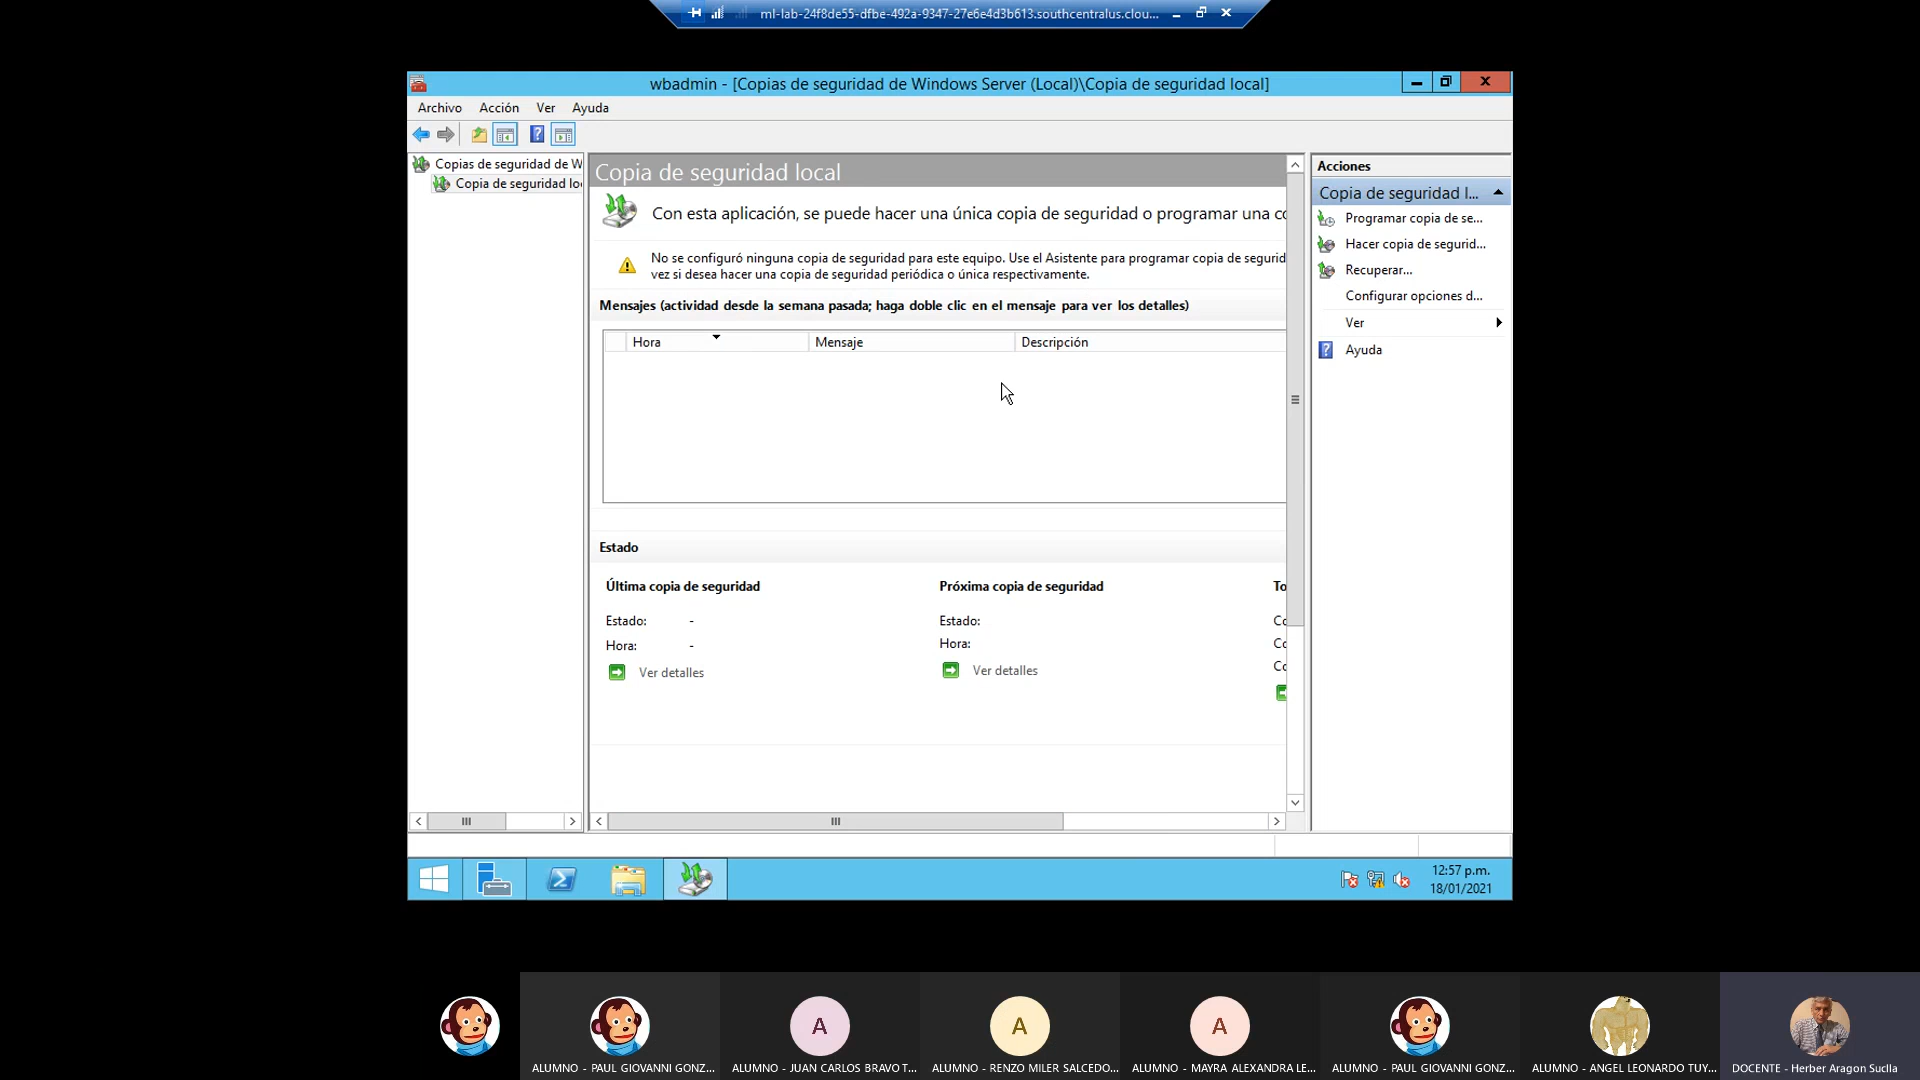 ml-lab-24f8de55-dfbe-492a-9347-27e6e4d3b613.southcentralus.clou...
wbadmin - [Copias de seguridad de Windows Server (Local)\Copia de seguridad local]
Archivo Acción Ver Ayuda
Copias de seguridad de W
Copia de seguridad lo
Copia de seguridad local
Con esta aplicación, se puede hacer una única copia de seguridad o programar una co
No se configuró ninguna copia de seguridad para este equipo. Use el Asistente para programar copia de segurid
vez si desea hacer una copia de seguridad periódica o única respectivamente.
Mensajes (actividad desde la semana pasada; haga doble clic en el mensaje para ver los detalles)
Hora Mensaje Descripción
Estado
Última copia de seguridad Próxima copia de seguridad To
Estado: - Estado: Co
Hora: - Hora: Co
Co
Ver detalles Ver detalles
Acciones
Copia de seguridad l...
Programar copia de se...
Hacer copia de segurid...
Recuperar...
Configurar opciones d...
Ver
Ayuda
12:57 p.m.
18/01/2021
A A A
ALUMNO - PAUL GIOVANNI GONZ... ALUMNO - JUAN CARLOS BRAVO T... ALUMNO - RENZO MILER SALCEDO... ALUMNO - MAYRA ALEXANDRA LE... ALUMNO - PAUL GIOVANNI GONZ... ALUMNO - ANGEL LEONARDO TUY... DOCENTE - Herber Aragon Suclla